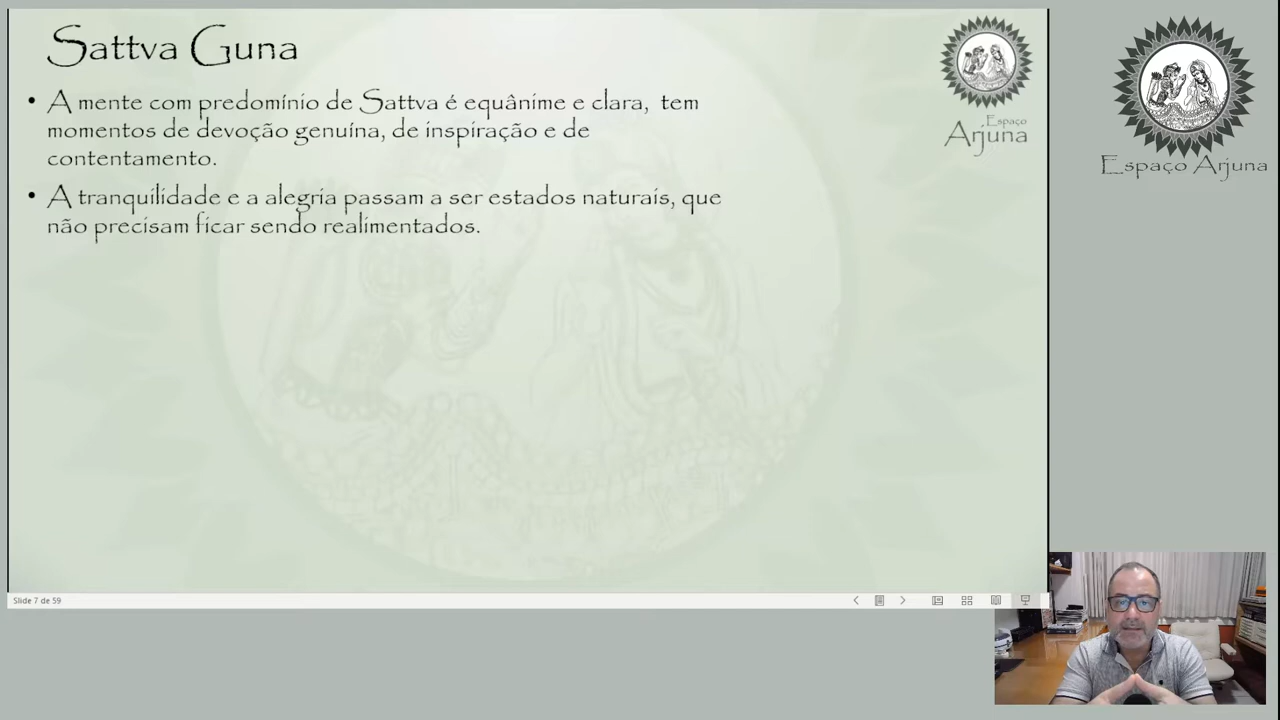 Sattva Guna
• A mente com predomínio de Sattva é equânime e clara, tem
momentos de devoção genuína, de inspiração e de
contentamento.
• A tranquilidade e a alegria passam a ser estados naturais, que
não precisam ficar sendo realimentados.
Espaço
Arjuna
Espaço Arjuna
Slide 7 de 59